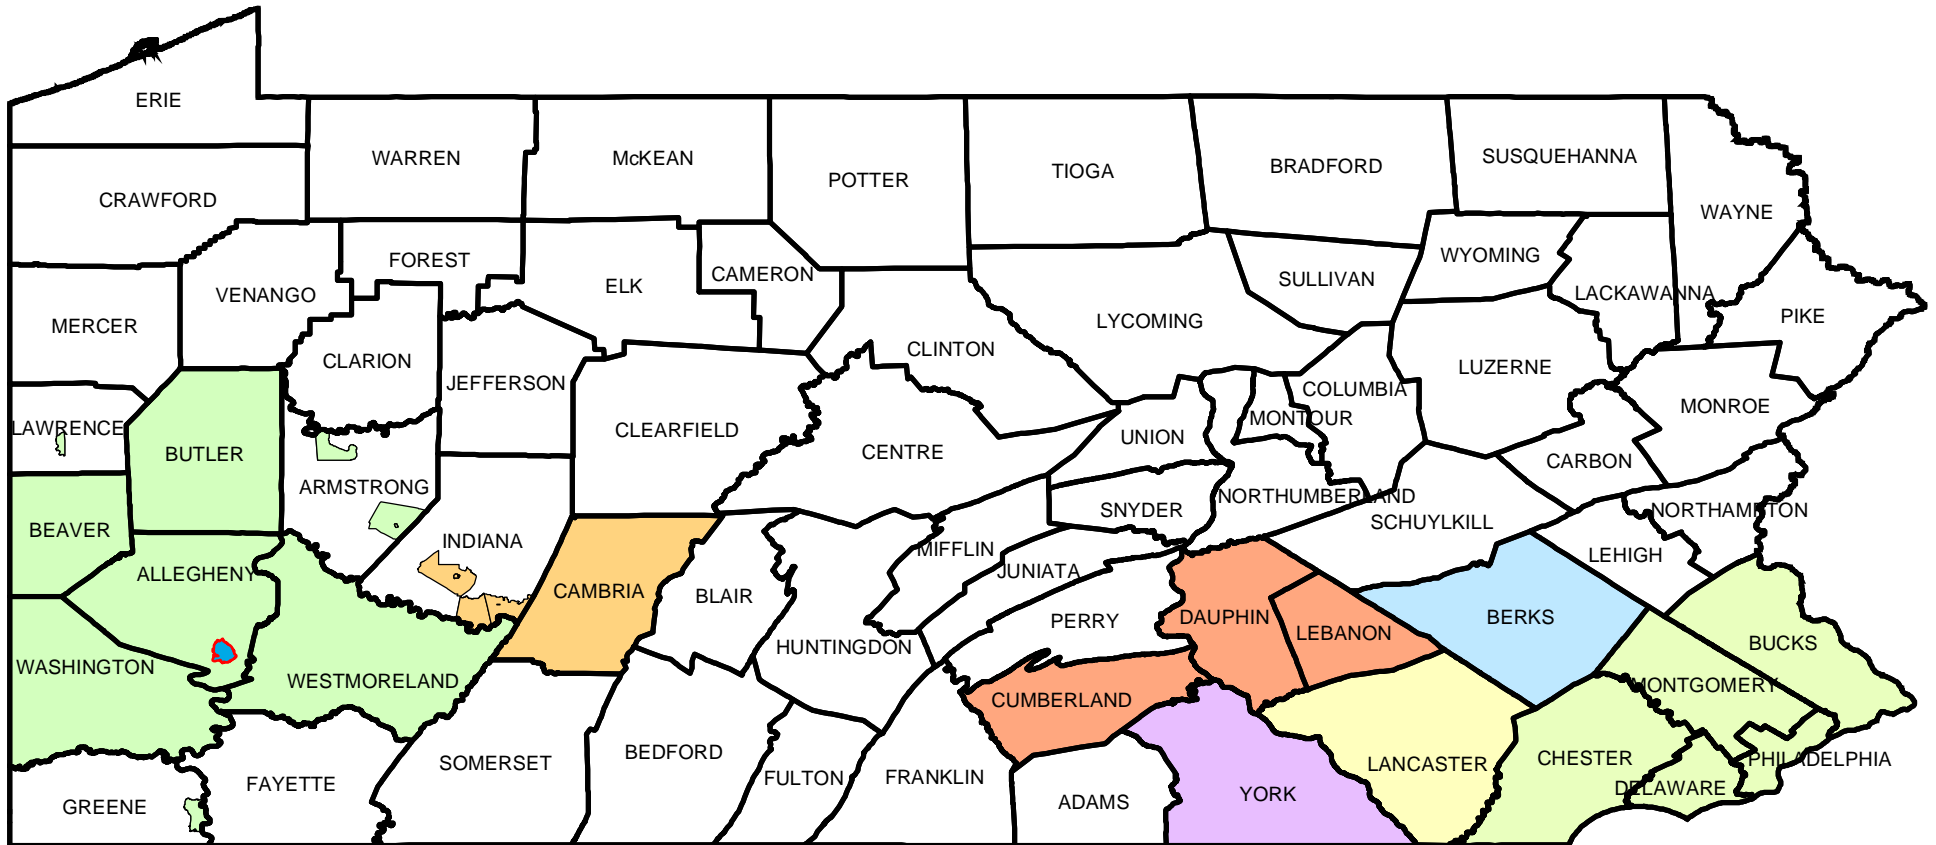 ERIE
WARREN
McKEAN
POTTER
TIOGA
BRADFORD
SUSQUEHANNA
CRAWFORD
WAYNE
FOREST
CAMERON
WYOMING
SULLIVAN
ELK
VENANGO
LACKAWANNA
PIKE
MERCER
LYCOMING
CLINTON
CLARION
LUZERNE
JEFFERSON
COLUMBIA
MONROE
MONTOUR
LAWRENCE
CLEARFIELD
UNION
CENTRE
BUTLER
CARBON
ARMSTRONG
NORTHUMBERLAND
SNYDER
NORTHAMPTON
SCHUYLKILL
BEAVER
INDIANA
MIFFLIN
LEHIGH
JUNIATA
ALLEGHENY
CAMBRIA
BLAIR
PERRY
DAUPHIN
BERKS
LEBANON
BUCKS
HUNTINGDON
WASHINGTON
WESTMORELAND
MONTGOMERY
CUMBERLAND
BEDFORD
CHESTER
PHILADELPHIA
SOMERSET
LANCASTER
FULTON
FRANKLIN
FAYETTE
DELAWARE
YORK
ADAMS
GREENE